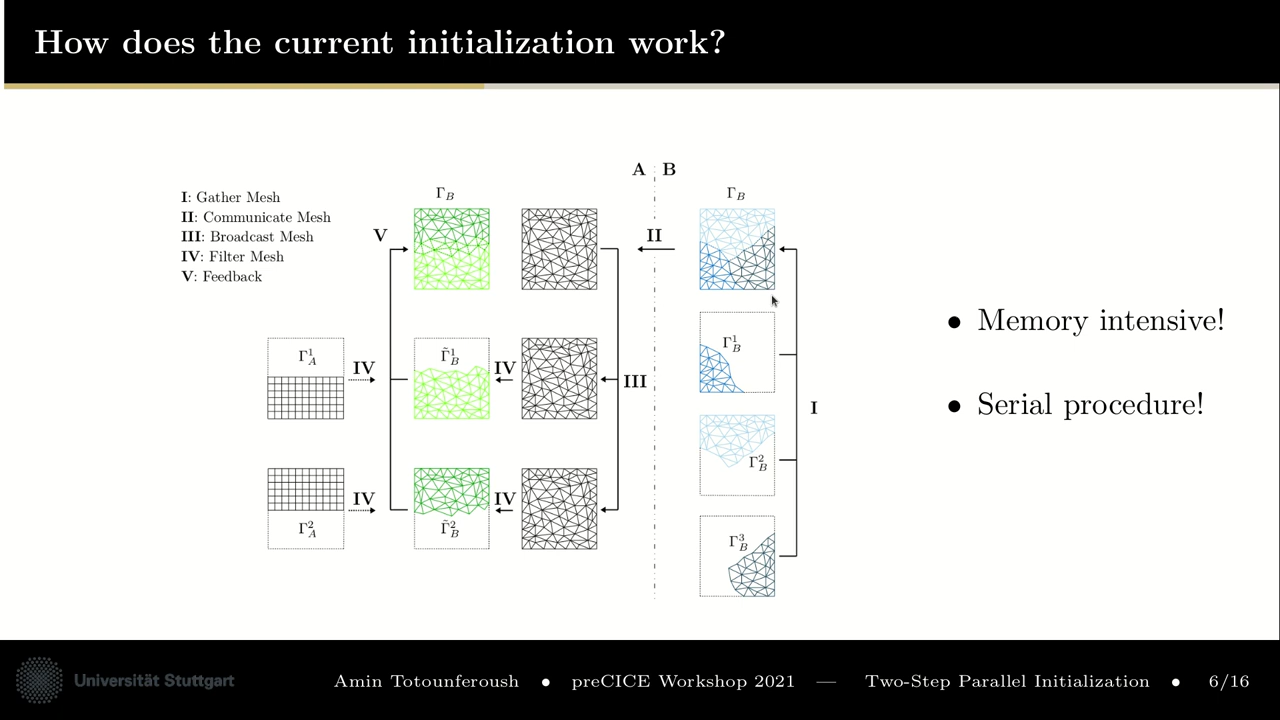 How does the current initialization work?
A B
I: Gather Mesh
II: Communicate Mesh
III: Broadcast Mesh
IV: Filter Mesh
V: Feedback
Γ_B
Γ_B
V
II
Γ_A^1
IV
Γ̃_B^1
IV
III
Γ_B^1
I
Γ_B^2
IV
Γ_A^2
Γ̃_B^2
IV
Γ_B^3
• Memory intensive!
• Serial procedure!
Universität Stuttgart
Amin Totounferoush • preCICE Workshop 2021 — Two-Step Parallel Initialization • 6/16